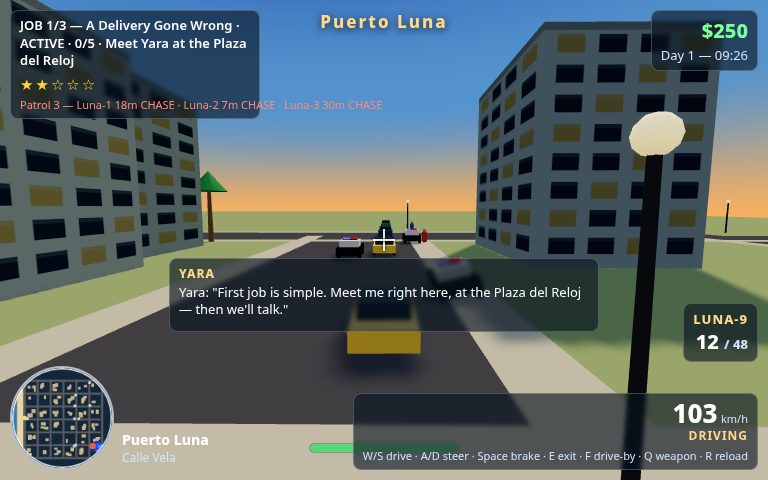 Puerto Luna
JOB 1/3 — A Delivery Gone Wrong ·
ACTIVE · 0/5 · Meet Yara at the Plaza
del Reloj
★★☆☆☆
Patrol 3 — Luna-1 18m CHASE · Luna-2 7m CHASE · Luna-3 30m CHASE
$250
Day 1 — 09:26
YARA
Yara: "First job is simple. Meet me right here, at the Plaza del Reloj
— then we'll talk."
LUNA-9
12 / 48
Puerto Luna
Calle Vela
103 km/h
DRIVING
W/S drive · A/D steer · Space brake · E exit · F drive-by · Q weapon · R reload